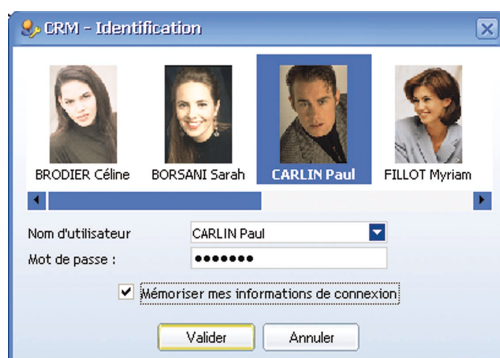 CRM - Identification
BRODIER Céline
BORSANI Sarah
CARLIN Paul
FILLOT Myriam
Nom d'utilisateur
CARLIN Paul
Mot de passe :
●●●●●●●
Mémoriser mes informations de connexion
Valider
Annuler